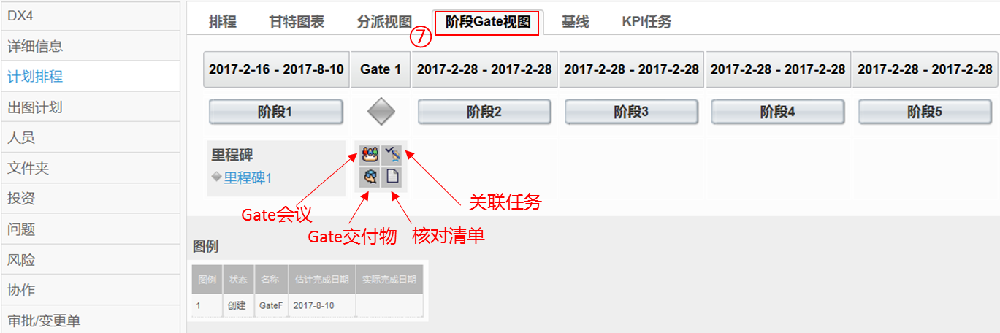 DX4
详细信息
计划排程
出图计划
人员
文件夹
投资
问题
风险
协作
审批/变更单
排程 甘特图表 分派视图 阶段Gate视图 基线 KPI任务
⑦
2017-2-16 - 2017-8-10 Gate 1 2017-2-28 - 2017-2-28 2017-2-28 - 2017-2-28 2017-2-28 - 2017-2-28 2017-2-28 - 2017-2-28
阶段1 阶段2 阶段3 阶段4 阶段5
里程碑
里程碑1
关联任务
Gate会议
Gate交付物 核对清单
图例
图例 状态 名称 估计完成日期 实际完成日期
1 创建 GateF 2017-8-10